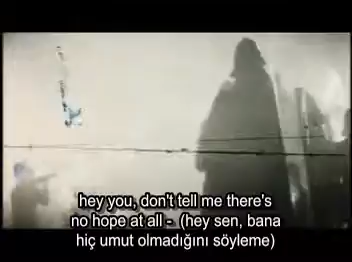 hey you, don't tell me there's
no hope at all - (hey sen, bana
hiç umut olmadığını söyleme)